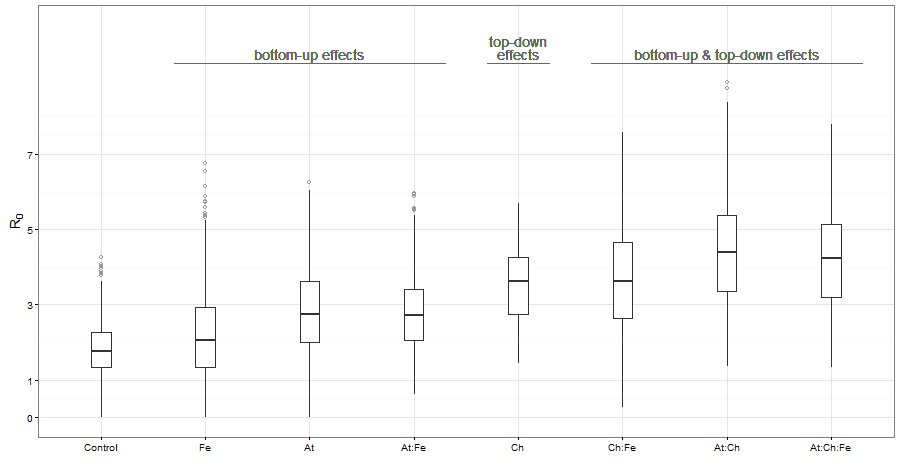 top-down
bottom-up effects effects bottom-up & top-down effects
7
5
3
1
0
R0
Control Fe At At:Fe Ch Ch:Fe At:Ch At:Ch:Fe